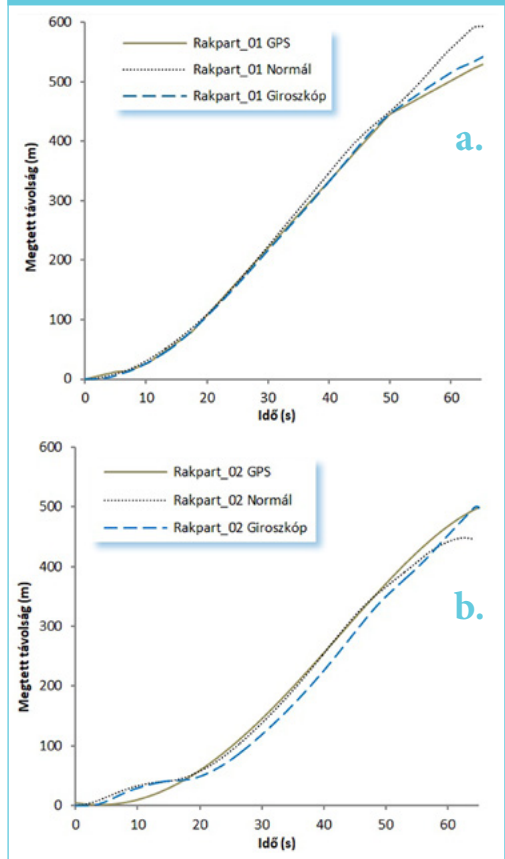 600
500
400
300
200
100
0
Megtett távolság (m)
Rakpart_01 GPS
Rakpart_01 Normál
Rakpart_01 Giroszkóp
a.
0 10 20 30 40 50 60
Idő (s)
600
500
400
300
200
100
0
Megtett távolság (m)
Rakpart_02 GPS
Rakpart_02 Normál
Rakpart_02 Giroszkóp
b.
0 10 20 30 40 50 60
Idő (s)